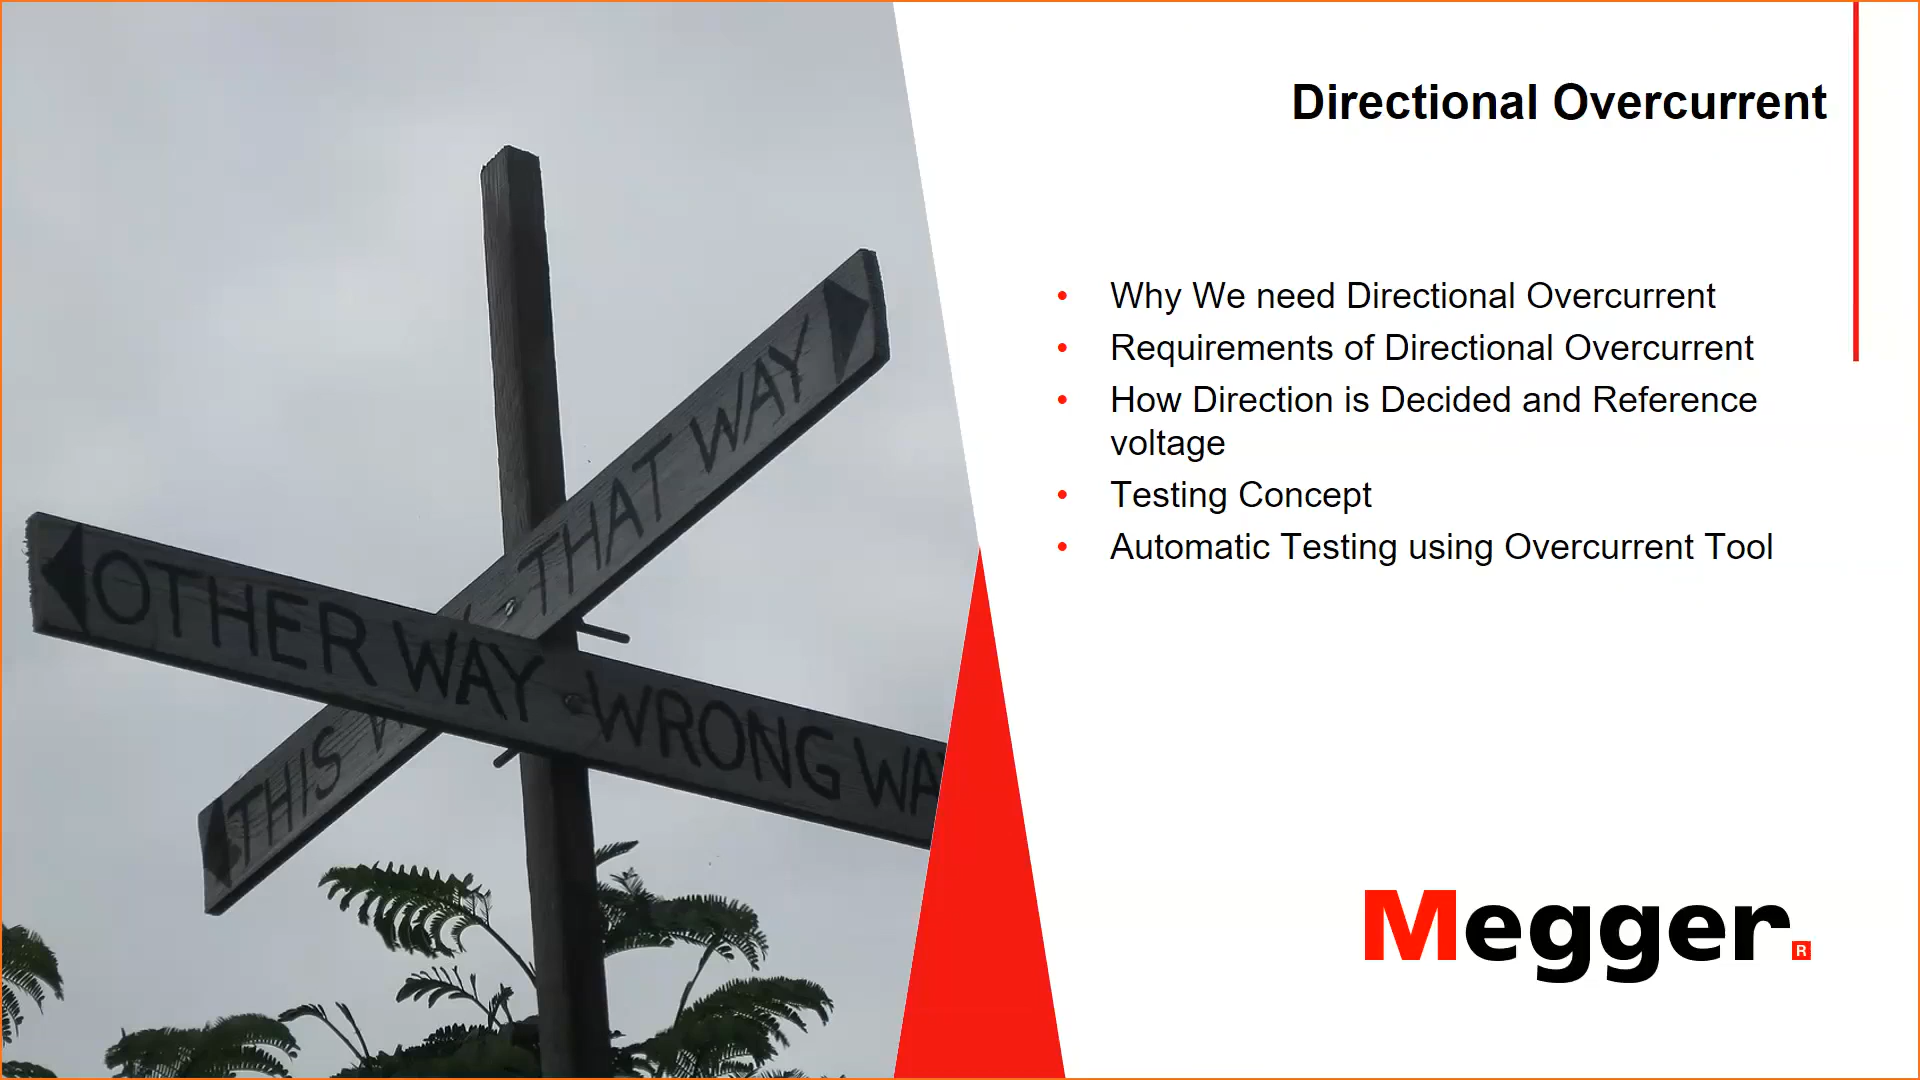 Directional Overcurrent
• Why We need Directional Overcurrent
• Requirements of Directional Overcurrent
• How Direction is Decided and Reference
voltage
• Testing Concept
• Automatic Testing using Overcurrent Tool
THAT WAY
OTHER WAY WRONG WA
THIS W
Megger
R